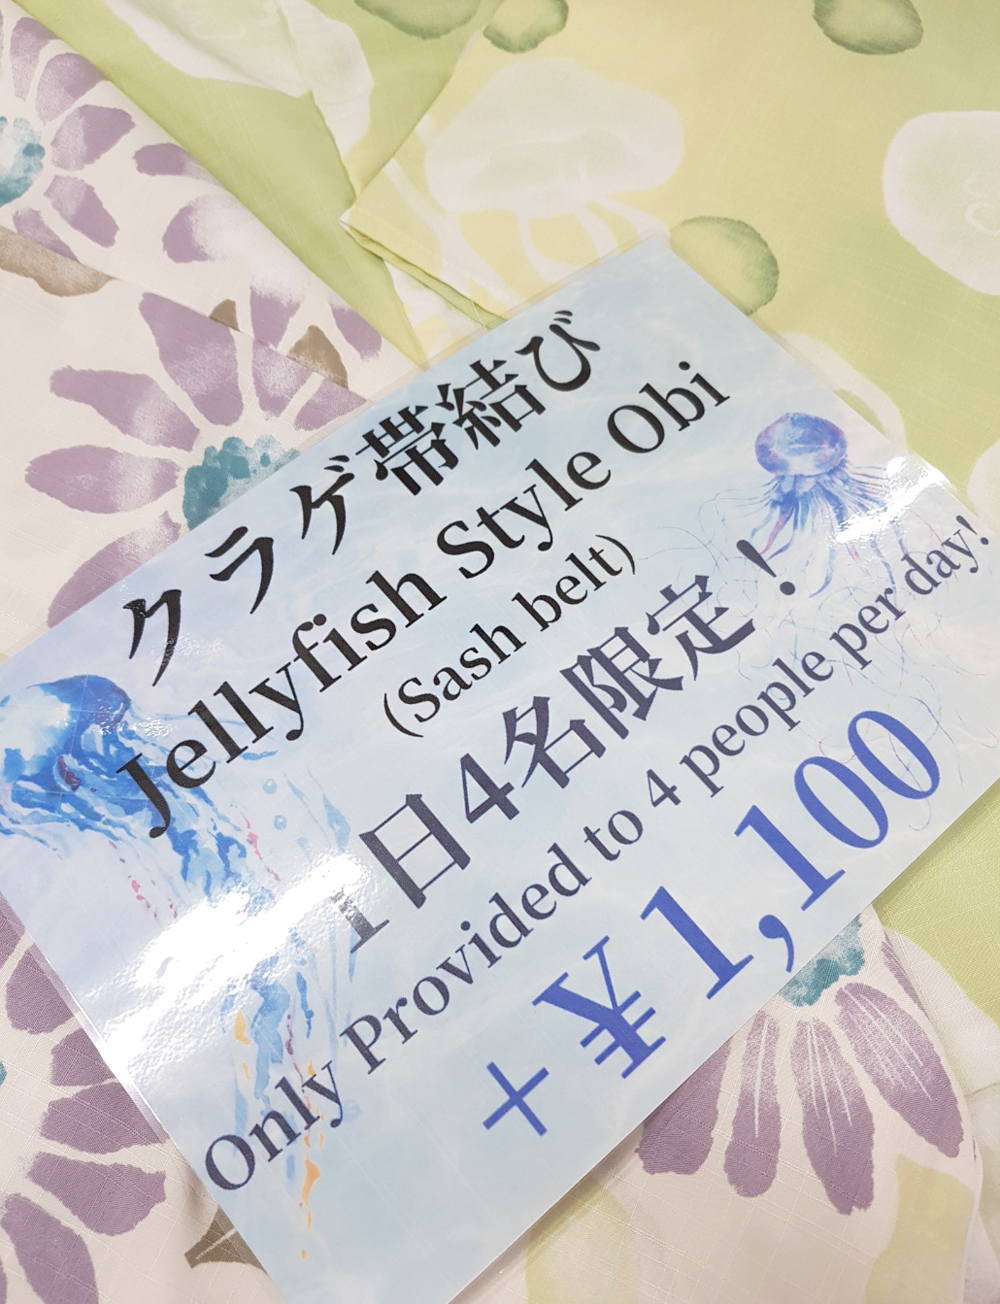 クラゲ帯結び
Jellyfish Style Obi
(Sash belt)
1日4名限定！
Only Provided to 4 people per day!
+¥1,100